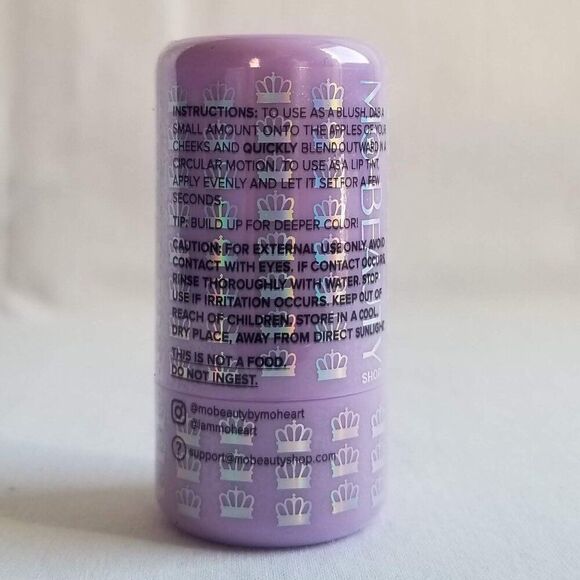 INSTRUCTIONS: TO USE AS A BLUSH, DAB A
SMALL AMOUNT ONTO THE APPLES OF YOUR
CHEEKS AND QUICKLY BLEND OUTWARD IN A
CIRCULAR MOTION. TO USE AS A LIP TINT,
APPLY EVENLY AND LET IT SET FOR A FEW
SECONDS.
TIP: BUILD UP FOR DEEPER COLOR!
CAUTION: FOR EXTERNAL USE ONLY. AVOID
CONTACT WITH EYES. IF CONTACT OCCURS,
RINSE THOROUGHLY WITH WATER. STOP
USE IF IRRITATION OCCURS. KEEP OUT OF
REACH OF CHILDREN. STORE IN A COOL,
DRY PLACE, AWAY FROM DIRECT SUNLIGHT.
THIS IS NOT A FOOD.
DO NOT INGEST.
@mobeautybymoheart
@iammoheart
support@mobeautyshop.com
MO BEAUTY
SHOP